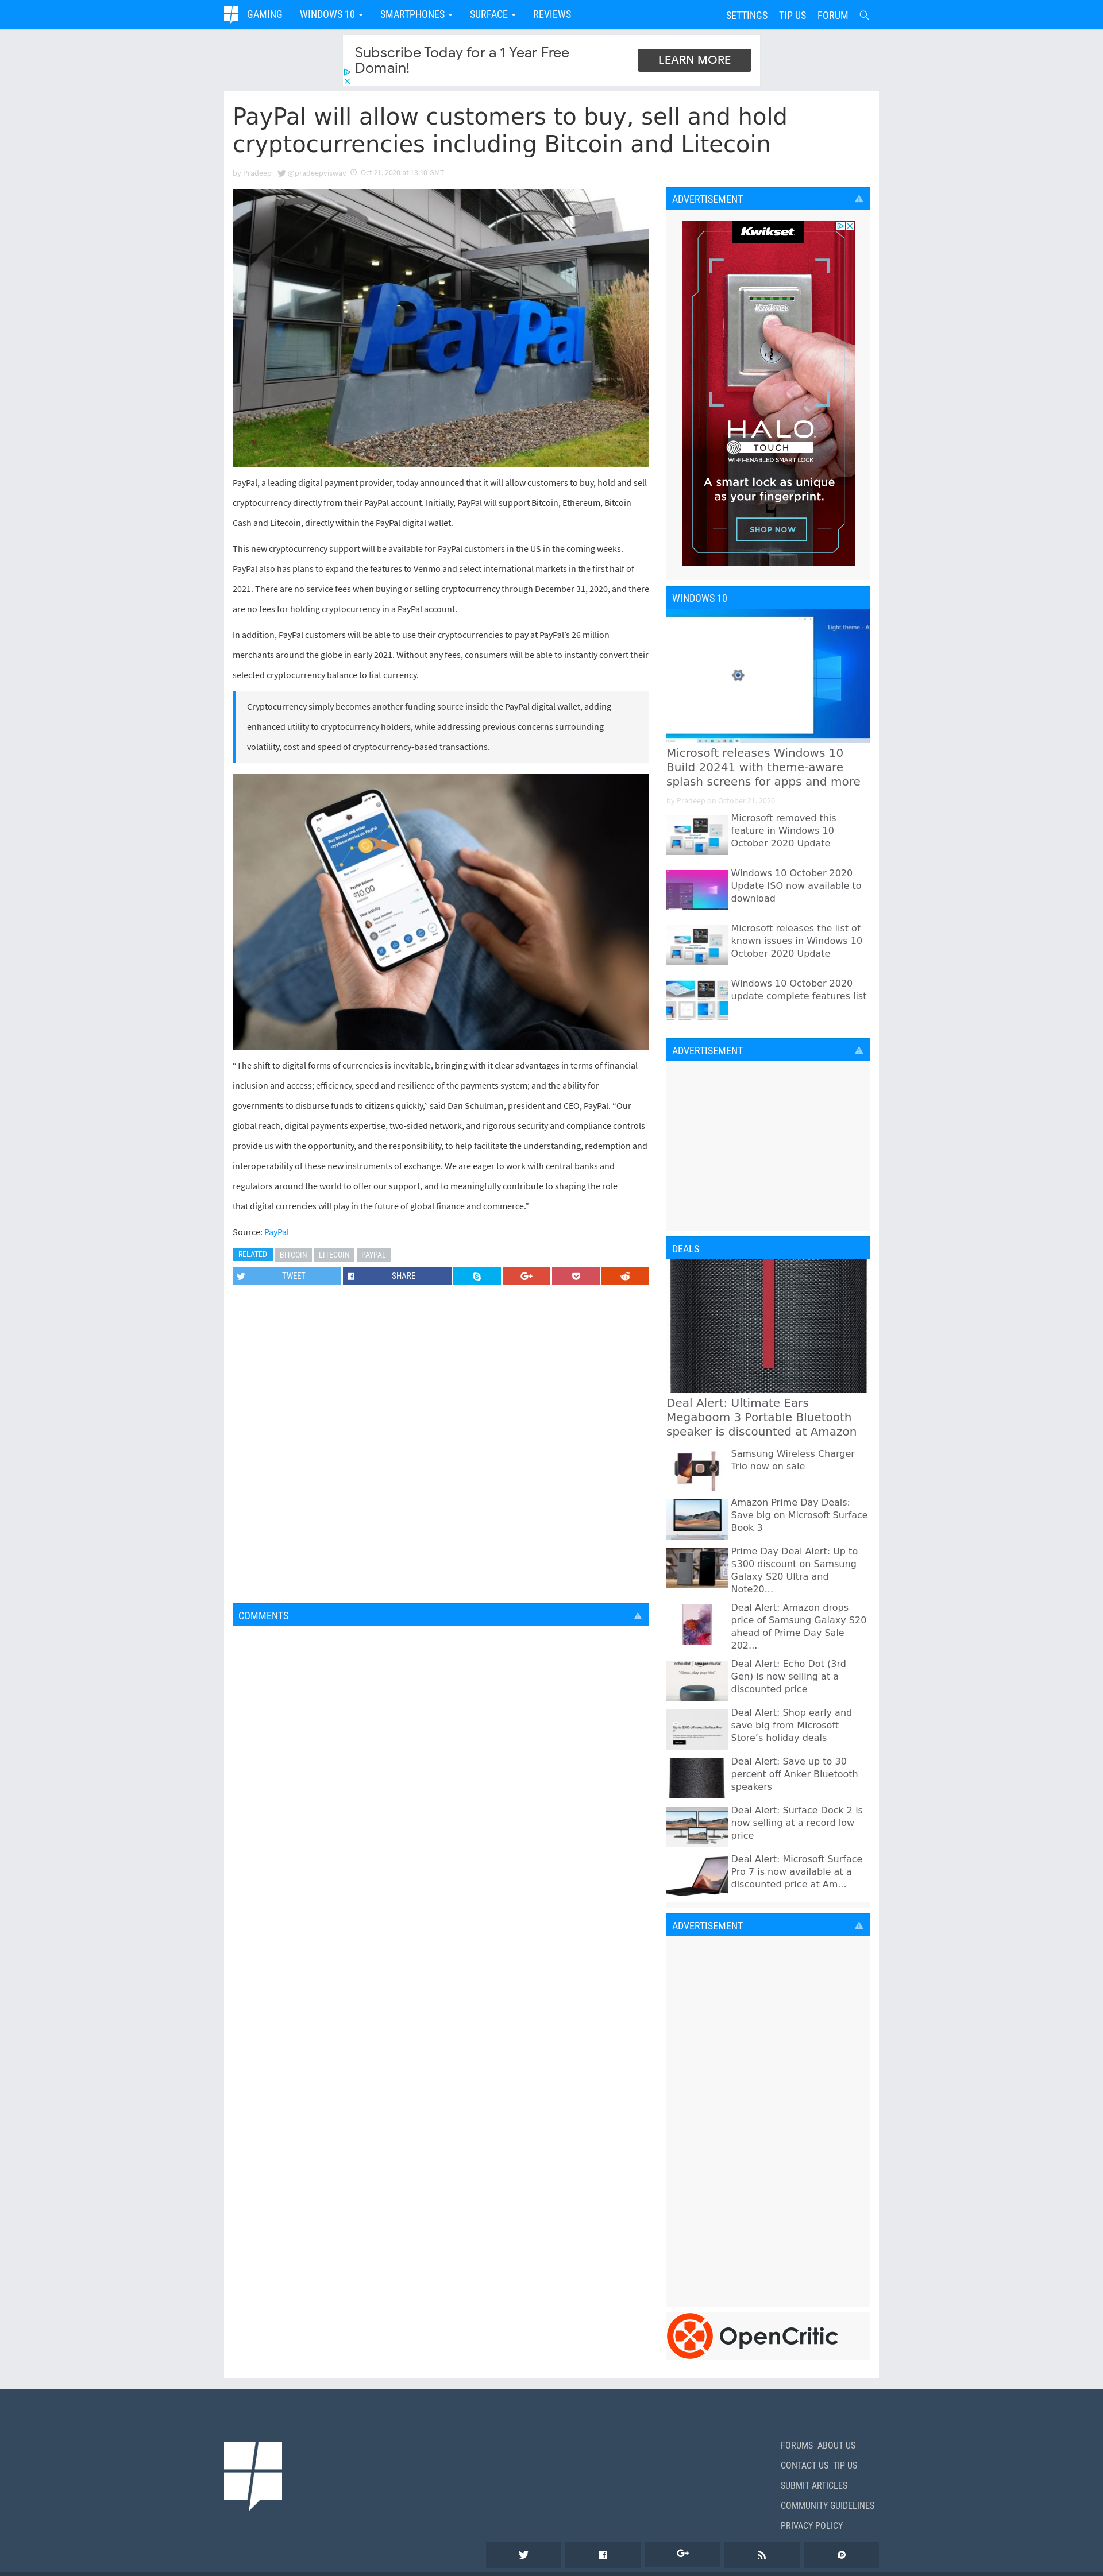 GAMING WINDOWS 10 SMARTPHONES SURFACE REVIEWS SETTINGS TIP US FORUM
Subscribe Today for a 1 Year Free
Domain!
LEARN MORE
PayPal will allow customers to buy, sell and hold
cryptocurrencies including Bitcoin and Litecoin
by Pradeep @pradeepviswav Oct 21, 2020 at 13:10 GMT
PayPal
PayPal, a leading digital payment provider, today announced that it will allow customers to buy, hold and sell
cryptocurrency directly from their PayPal account. Initially, PayPal will support Bitcoin, Ethereum, Bitcoin
Cash and Litecoin, directly within the PayPal digital wallet.
This new cryptocurrency support will be available for PayPal customers in the US in the coming weeks.
PayPal also has plans to expand the features to Venmo and select international markets in the first half of
2021. There are no service fees when buying or selling cryptocurrency through December 31, 2020, and there
are no fees for holding cryptocurrency in a PayPal account.
In addition, PayPal customers will be able to use their cryptocurrencies to pay at PayPal's 26 million
merchants around the globe in early 2021. Without any fees, consumers will be able to instantly convert their
selected cryptocurrency balance to fiat currency.
Cryptocurrency simply becomes another funding source inside the PayPal digital wallet, adding
enhanced utility to cryptocurrency holders, while addressing previous concerns surrounding
volatility, cost and speed of cryptocurrency-based transactions.
Buy Bitcoin and other
cryptocurrencies on PayPal
PayPal balance
$10.00
Your activity
“The shift to digital forms of currencies is inevitable, bringing with it clear advantages in terms of financial
inclusion and access; efficiency, speed and resilience of the payments system; and the ability for
governments to disburse funds to citizens quickly,” said Dan Schulman, president and CEO, PayPal. “Our
global reach, digital payments expertise, two-sided network, and rigorous security and compliance controls
provide us with the opportunity, and the responsibility, to help facilitate the understanding, redemption and
interoperability of these new instruments of exchange. We are eager to work with central banks and
regulators around the world to offer our support, and to meaningfully contribute to shaping the role
that digital currencies will play in the future of global finance and commerce.”
Source: PayPal
RELATED BITCOIN LITECOIN PAYPAL
TWEET SHARE
COMMENTS
ADVERTISEMENT
Kwikset
Kwikset
HALO
TOUCH
WI-FI-ENABLED SMART LOCK
A smart lock as unique
as your fingerprint.
SHOP NOW
WINDOWS 10
Light theme
Microsoft releases Windows 10
Build 20241 with theme-aware
splash screens for apps and more
by Pradeep on October 21, 2020
Microsoft removed this
feature in Windows 10
October 2020 Update
Windows 10 October 2020
Update ISO now available to
download
Microsoft releases the list of
known issues in Windows 10
October 2020 Update
Windows 10 October 2020
update complete features list
ADVERTISEMENT
DEALS
Deal Alert: Ultimate Ears
Megaboom 3 Portable Bluetooth
speaker is discounted at Amazon
Samsung Wireless Charger
Trio now on sale
Amazon Prime Day Deals:
Save big on Microsoft Surface
Book 3
Prime Day Deal Alert: Up to
$300 discount on Samsung
Galaxy S20 Ultra and
Note20...
Deal Alert: Amazon drops
price of Samsung Galaxy S20
ahead of Prime Day Sale
202...
Deal Alert: Echo Dot (3rd
Gen) is now selling at a
discounted price
Deal Alert: Shop early and
save big from Microsoft
Store’s holiday deals
Deal Alert: Save up to 30
percent off Anker Bluetooth
speakers
Deal Alert: Surface Dock 2 is
now selling at a record low
price
Deal Alert: Microsoft Surface
Pro 7 is now available at a
discounted price at Am...
ADVERTISEMENT
OpenCritic
FORUMS ABOUT US
CONTACT US TIP US
SUBMIT ARTICLES
COMMUNITY GUIDELINES
PRIVACY POLICY